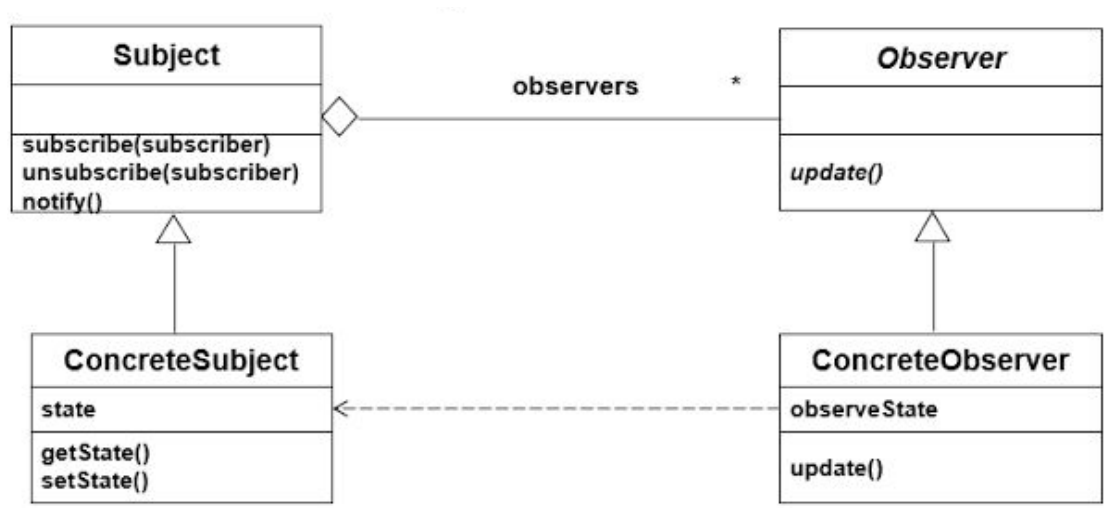 Subject
subscribe(subscriber)
unsubscribe(subscriber)
notify()
observers *
Observer
update()
ConcreteSubject
state
getState()
setState()
ConcreteObserver
observeState
update()